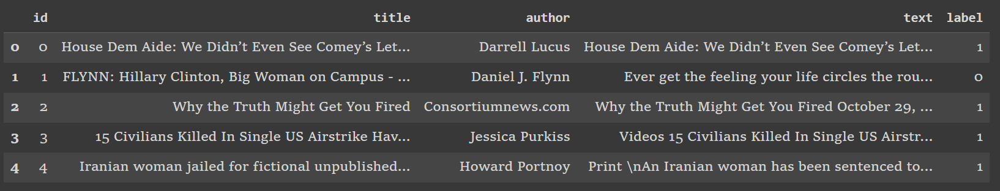 id title author text label
0 0 House Dem Aide: We Didn’t Even See Comey’s Let... Darrell Lucus House Dem Aide: We Didn’t Even See Comey’s Let... 1
1 1 FLYNN: Hillary Clinton, Big Woman on Campus - ... Daniel J. Flynn Ever get the feeling your life circles the rou... 0
2 2 Why the Truth Might Get You Fired Consortiumnews.com Why the Truth Might Get You Fired October 29, ... 1
3 3 15 Civilians Killed In Single US Airstrike Hav... Jessica Purkiss Videos 15 Civilians Killed In Single US Airstr... 1
4 4 Iranian woman jailed for fictional unpublished... Howard Portnoy Print \nAn Iranian woman has been sentenced to... 1